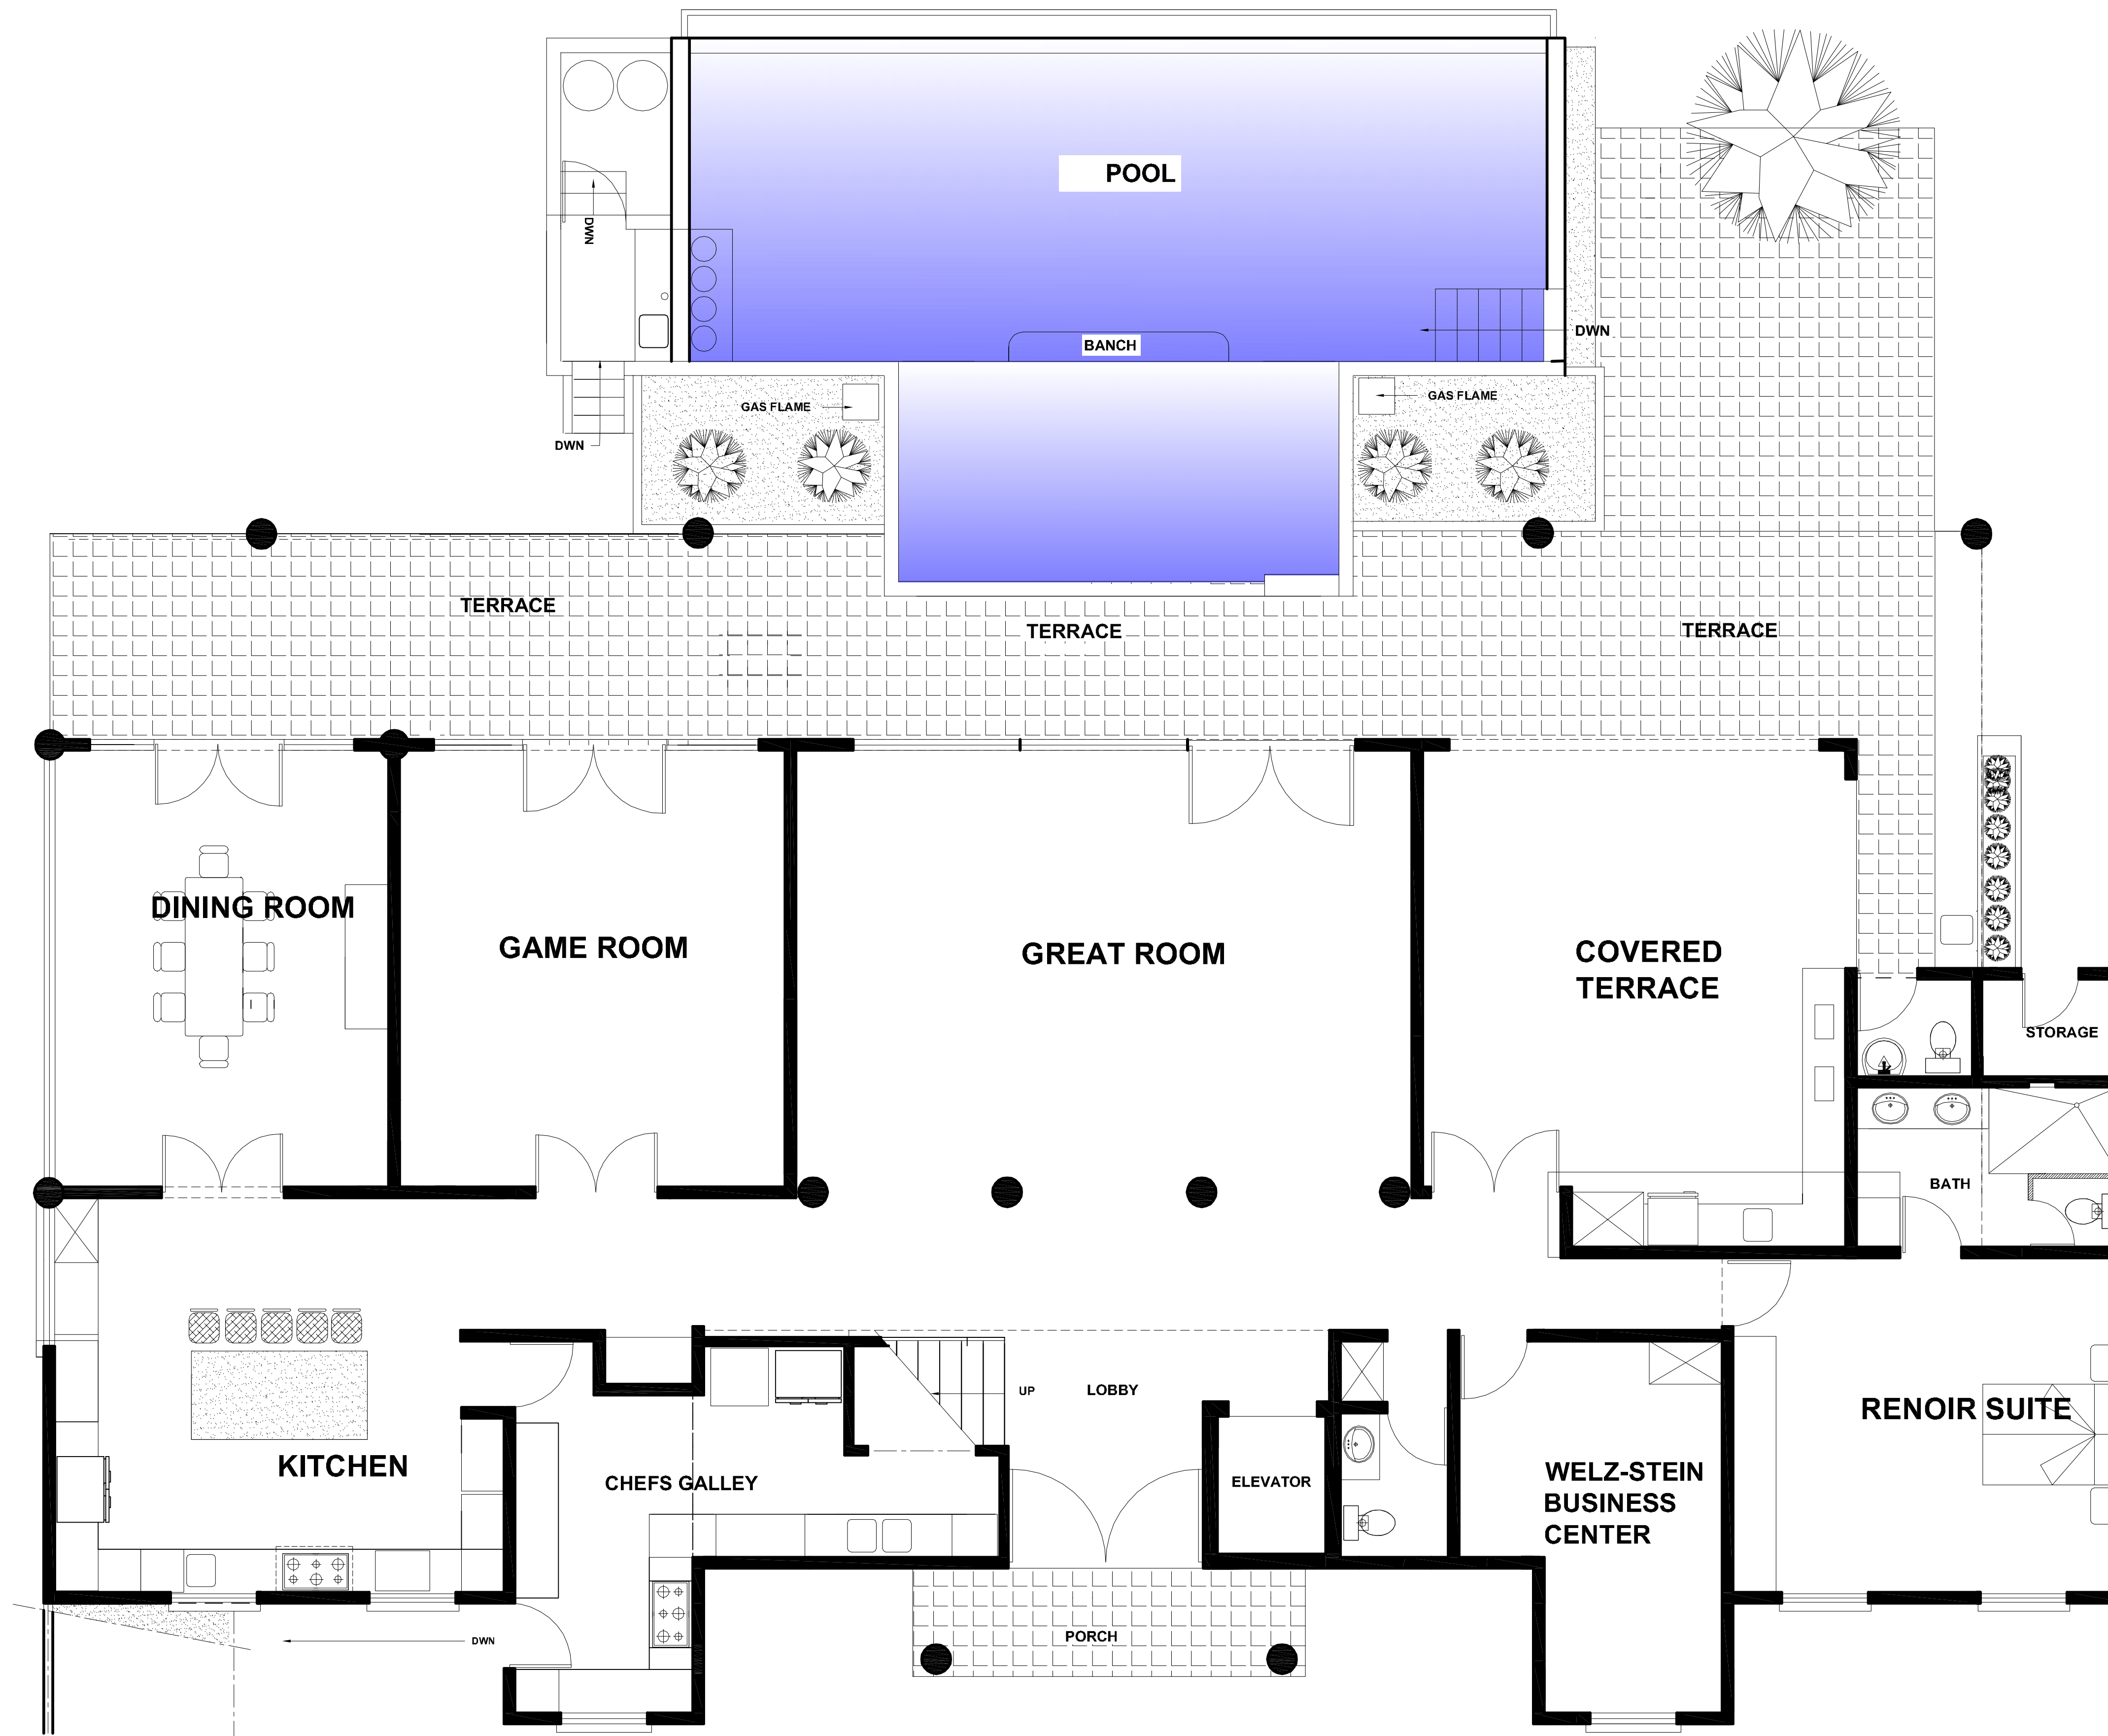 POOL
DWN
DWN
BANCH
GAS FLAME
GAS FLAME
DWN
TERRACE
TERRACE
TERRACE
DINING ROOM
GAME ROOM
GREAT ROOM
COVERED
TERRACE
STORAGE
BATH
UP
LOBBY
RENOIR SUITE
KITCHEN
CHEFS GALLEY
ELEVATOR
WELZ-STEIN
BUSINESS
CENTER
DWN
PORCH